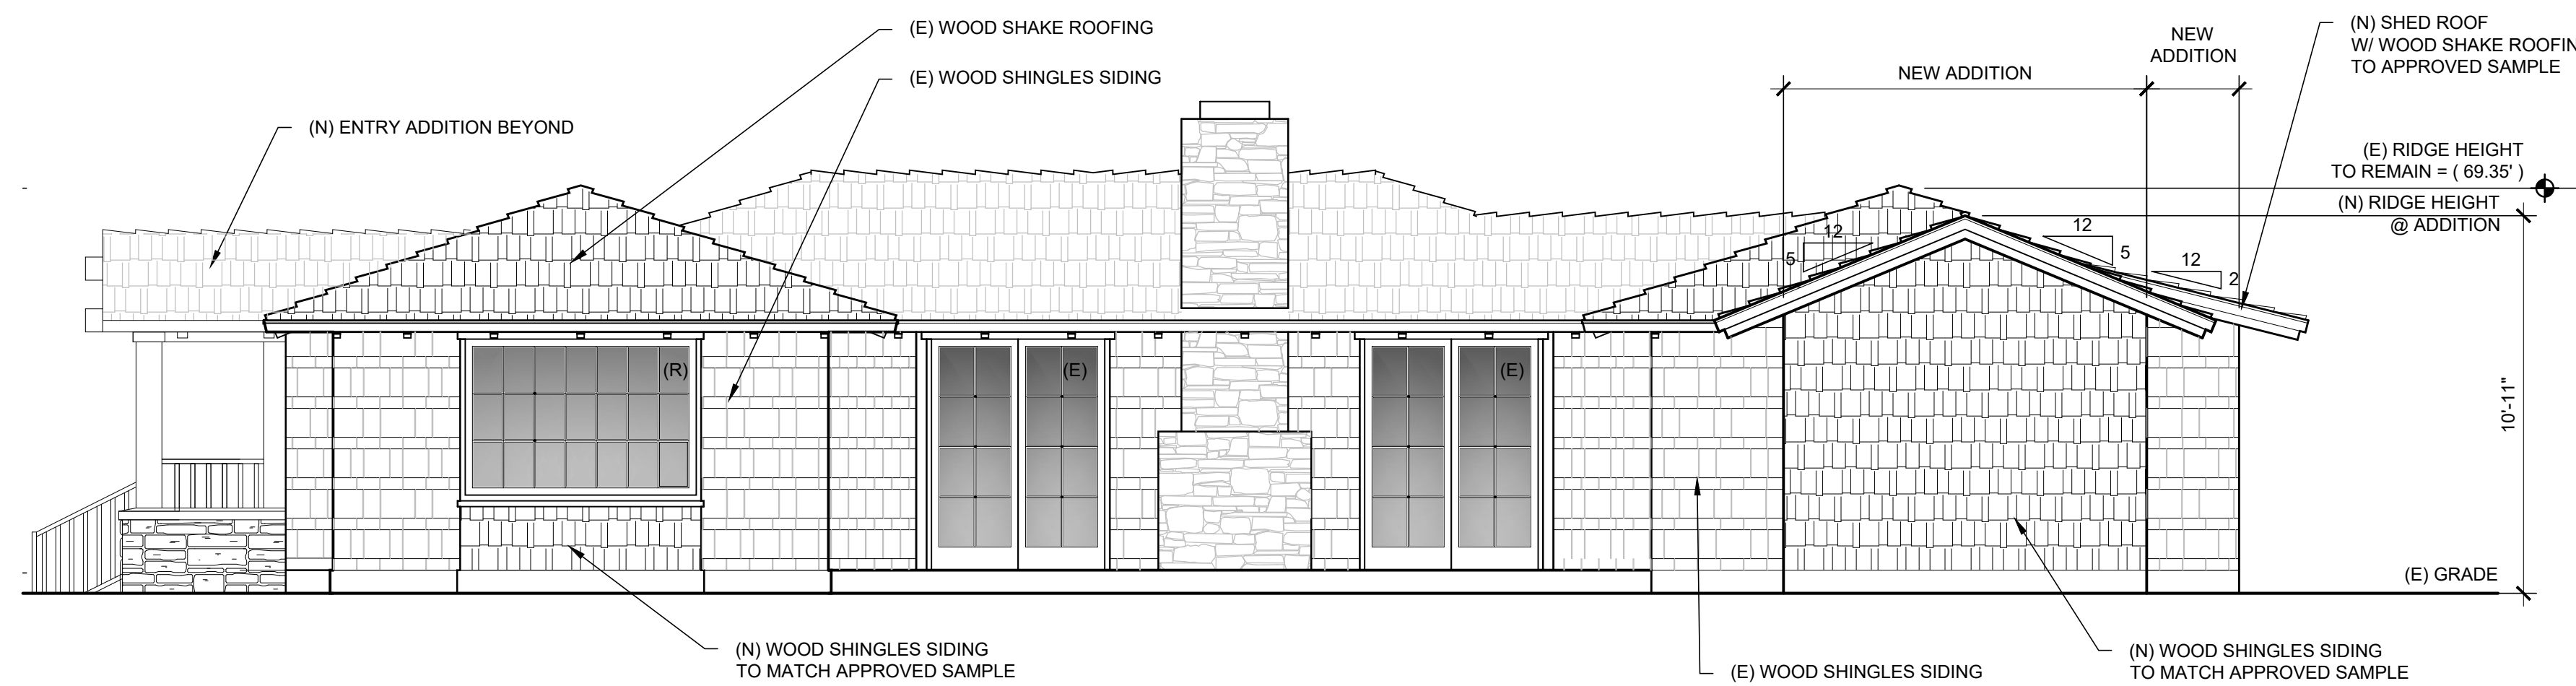 (E) WOOD SHAKE ROOFING
(E) WOOD SHINGLES SIDING
(N) ENTRY ADDITION BEYOND
NEW ADDITION
NEW
ADDITION
(N) SHED ROOF
W/ WOOD SHAKE ROOFIN
TO APPROVED SAMPLE
(E) RIDGE HEIGHT
TO REMAIN = ( 69.35' )
(N) RIDGE HEIGHT
@ ADDITION
12
5
12
5
12
2
(R)
(E)
(E)
10'-11"
(E) GRADE
(N) WOOD SHINGLES SIDING
TO MATCH APPROVED SAMPLE
(E) WOOD SHINGLES SIDING
(N) WOOD SHINGLES SIDING
TO MATCH APPROVED SAMPLE